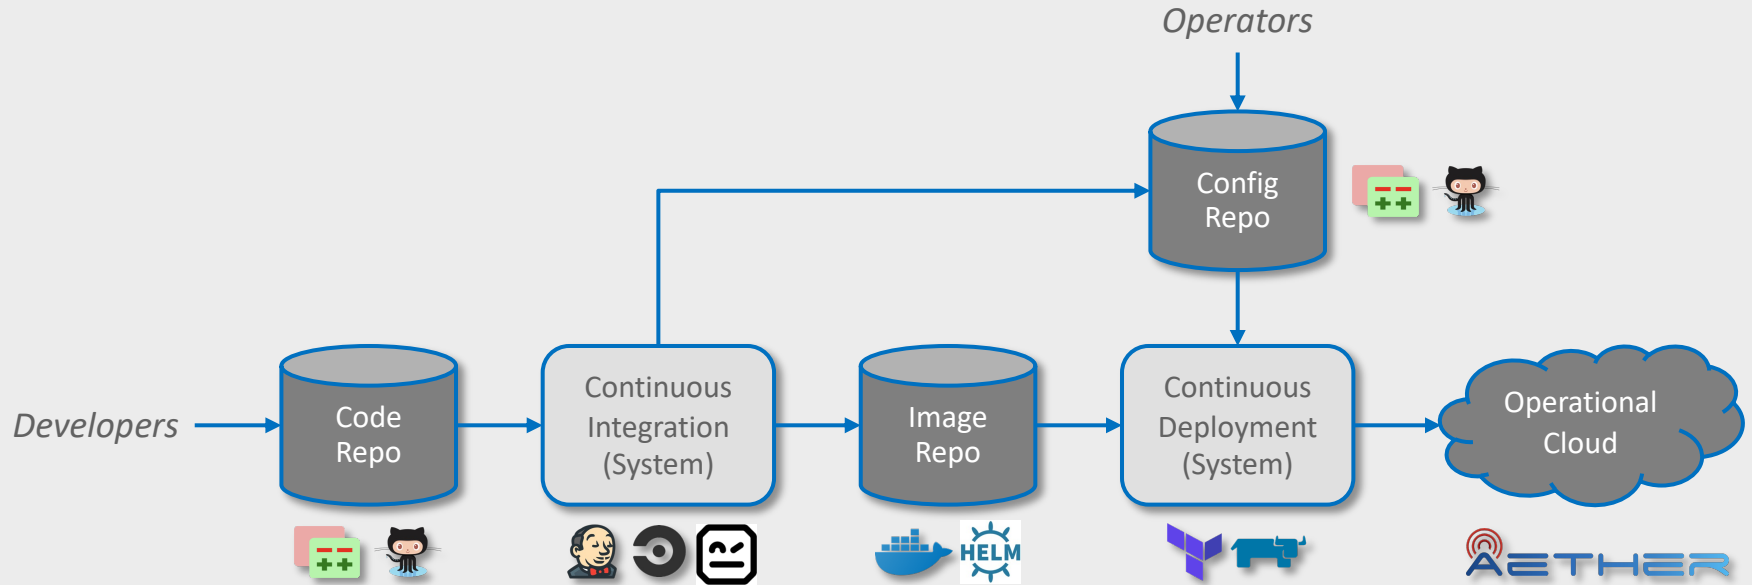 Operators
Config
Repo
Developers
Code
Repo
Continuous
Integration
(System)
Image
Repo
Continuous
Deployment
(System)
Operational
Cloud
HELM
AETHER